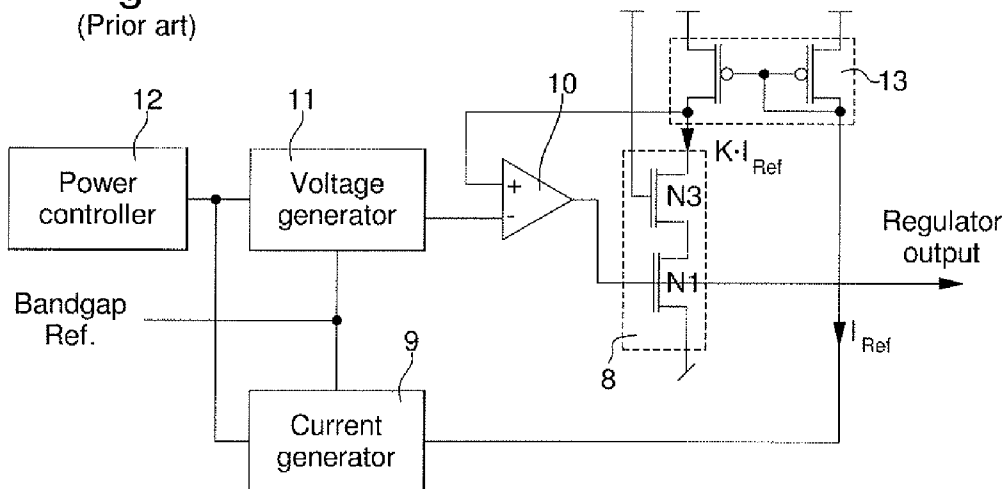 (Prior art)
12
11
10
13
Power
controller
Voltage
generator
+
-
K·I Ref
N3
N1
Regulator
output
Bandgap
Ref.
9
8
I Ref
Current
generator